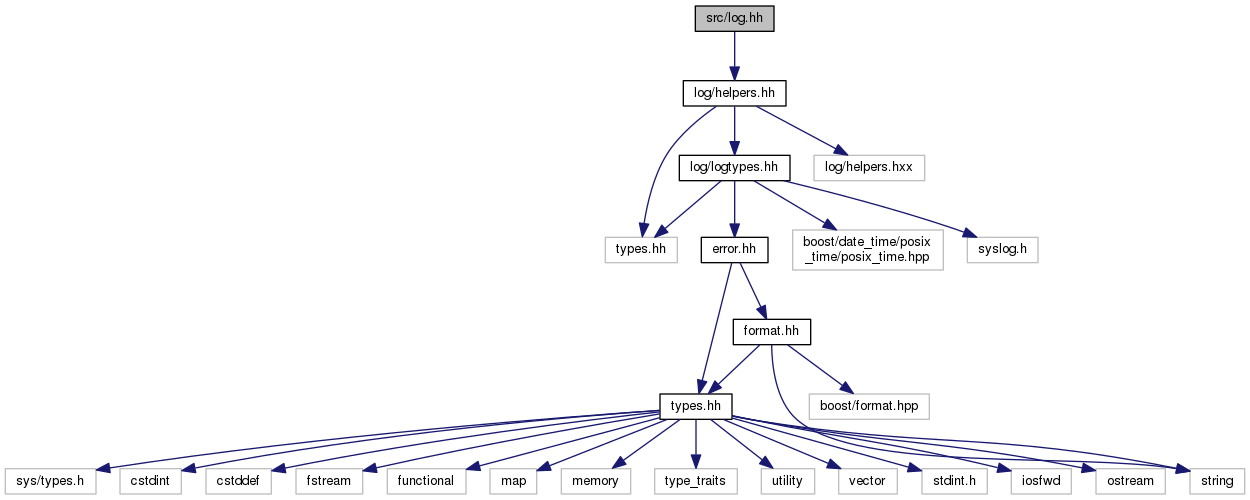 src/log.hh
log/helpers.hh
log/logtypes.hh
log/helpers.hxx
types.hh
error.hh
boost/date_time/posix
_time/posix_time.hpp
syslog.h
format.hh
types.hh
boost/format.hpp
sys/types.h
cstdint
cstddef
fstream
functional
map
memory
type_traits
utility
vector
stdint.h
iosfwd
ostream
string